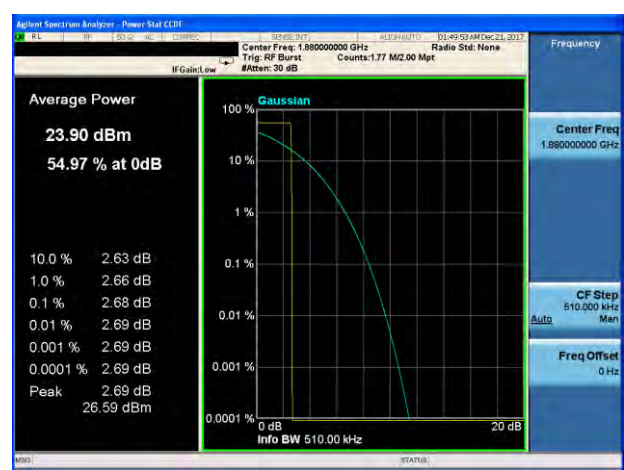 Agilent Spectrum Analyzer - Power Stat CCDF
RL RF 50 Ω AC CORREC SENSE:INT ALIGN AUTO 01:49:53 AM Dec 21, 2017
Center Freq: 1.880000000 GHz Radio Std: None
Trig: RF Burst Counts:1.77 M/2.00 Mpt
IFGain:Low #Atten: 30 dB
Frequency
Average Power
23.90 dBm
54.97 % at 0dB
10.0 % 2.63 dB
1.0 % 2.66 dB
0.1 % 2.68 dB
0.01 % 2.69 dB
0.001 % 2.69 dB
0.0001 % 2.69 dB
Peak 2.69 dB
26.59 dBm
Gaussian
100 %
10 %
1 %
0.1 %
0.01 %
0.001 %
0.0001 %
0 dB 20 dB
Info BW 510.00 kHz
Center Freq
1.880000000 GHz
CF Step
510.000 kHz
Auto Man
Freq Offset
0 Hz
MSG STATUS